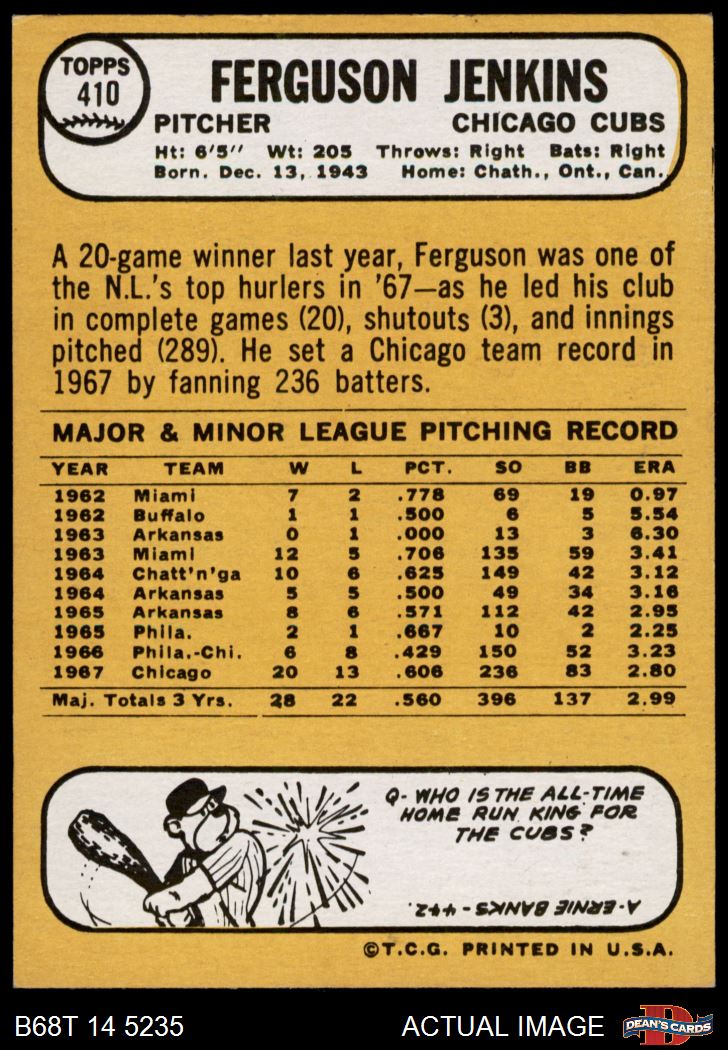 TOPPS
410
FERGUSON JENKINS
PITCHER CHICAGO CUBS
Ht: 6'5" Wt: 205 Throws: Right Bats: Right
Born. Dec. 13, 1943 Home: Chath., Ont., Can.
A 20-game winner last year, Ferguson was one of
the N.L.'s top hurlers in '67—as he led his club
in complete games (20), shutouts (3), and innings
pitched (289). He set a Chicago team record in
1967 by fanning 236 batters.
MAJOR & MINOR LEAGUE PITCHING RECORD
YEAR TEAM W L PCT. SO BB ERA
1962 Miami 7 2 .778 69 19 0.97
1962 Buffalo 1 1 .500 6 5 5.54
1963 Arkansas 0 1 .000 13 3 6.30
1963 Miami 12 5 .706 135 59 3.41
1964 Chatt'n'ga 10 6 .625 149 42 3.12
1964 Arkansas 5 5 .500 49 34 3.16
1965 Arkansas 8 6 .571 112 42 2.95
1965 Phila. 2 1 .667 10 2 2.25
1966 Phila.-Chi. 6 8 .429 150 52 3.23
1967 Chicago 20 13 .606 236 83 2.80
Maj. Totals 3 Yrs. 28 22 .560 396 137 2.99
Q- WHO IS THE ALL-TIME
HOME RUN KING FOR
THE CUBS?
A- ERNIE BANKS - 442.
©T.C.G. PRINTED IN U.S.A.
B68T 14 5235 ACTUAL IMAGE
D
DEAN'S CARDS